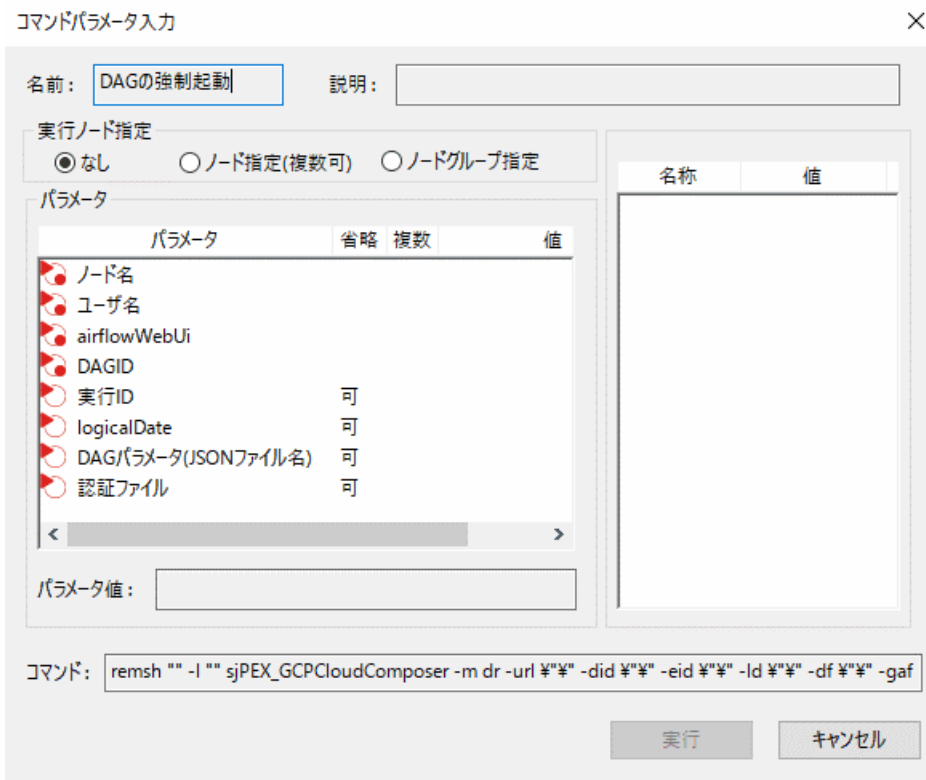 コマンドパラメータ入力
名前： DAGの強制起動 説明：
実行ノード指定
なし ノード指定(複数可) ノードグループ指定
名称 値
パラメータ
パラメータ 省略 複数 値
ノード名
ユーザ名
airflowWebUi
DAGID
実行ID 可
logicalDate 可
DAGパラメータ(JSONファイル名) 可
認証ファイル 可
パラメータ値：
コマンド： remsh "" -l "" sjPEX_GCPCloudComposer -m dr -url ¥"¥" -did ¥"¥" -eid ¥"¥" -ld ¥"¥" -df ¥"¥" -gaf
実行 キャンセル